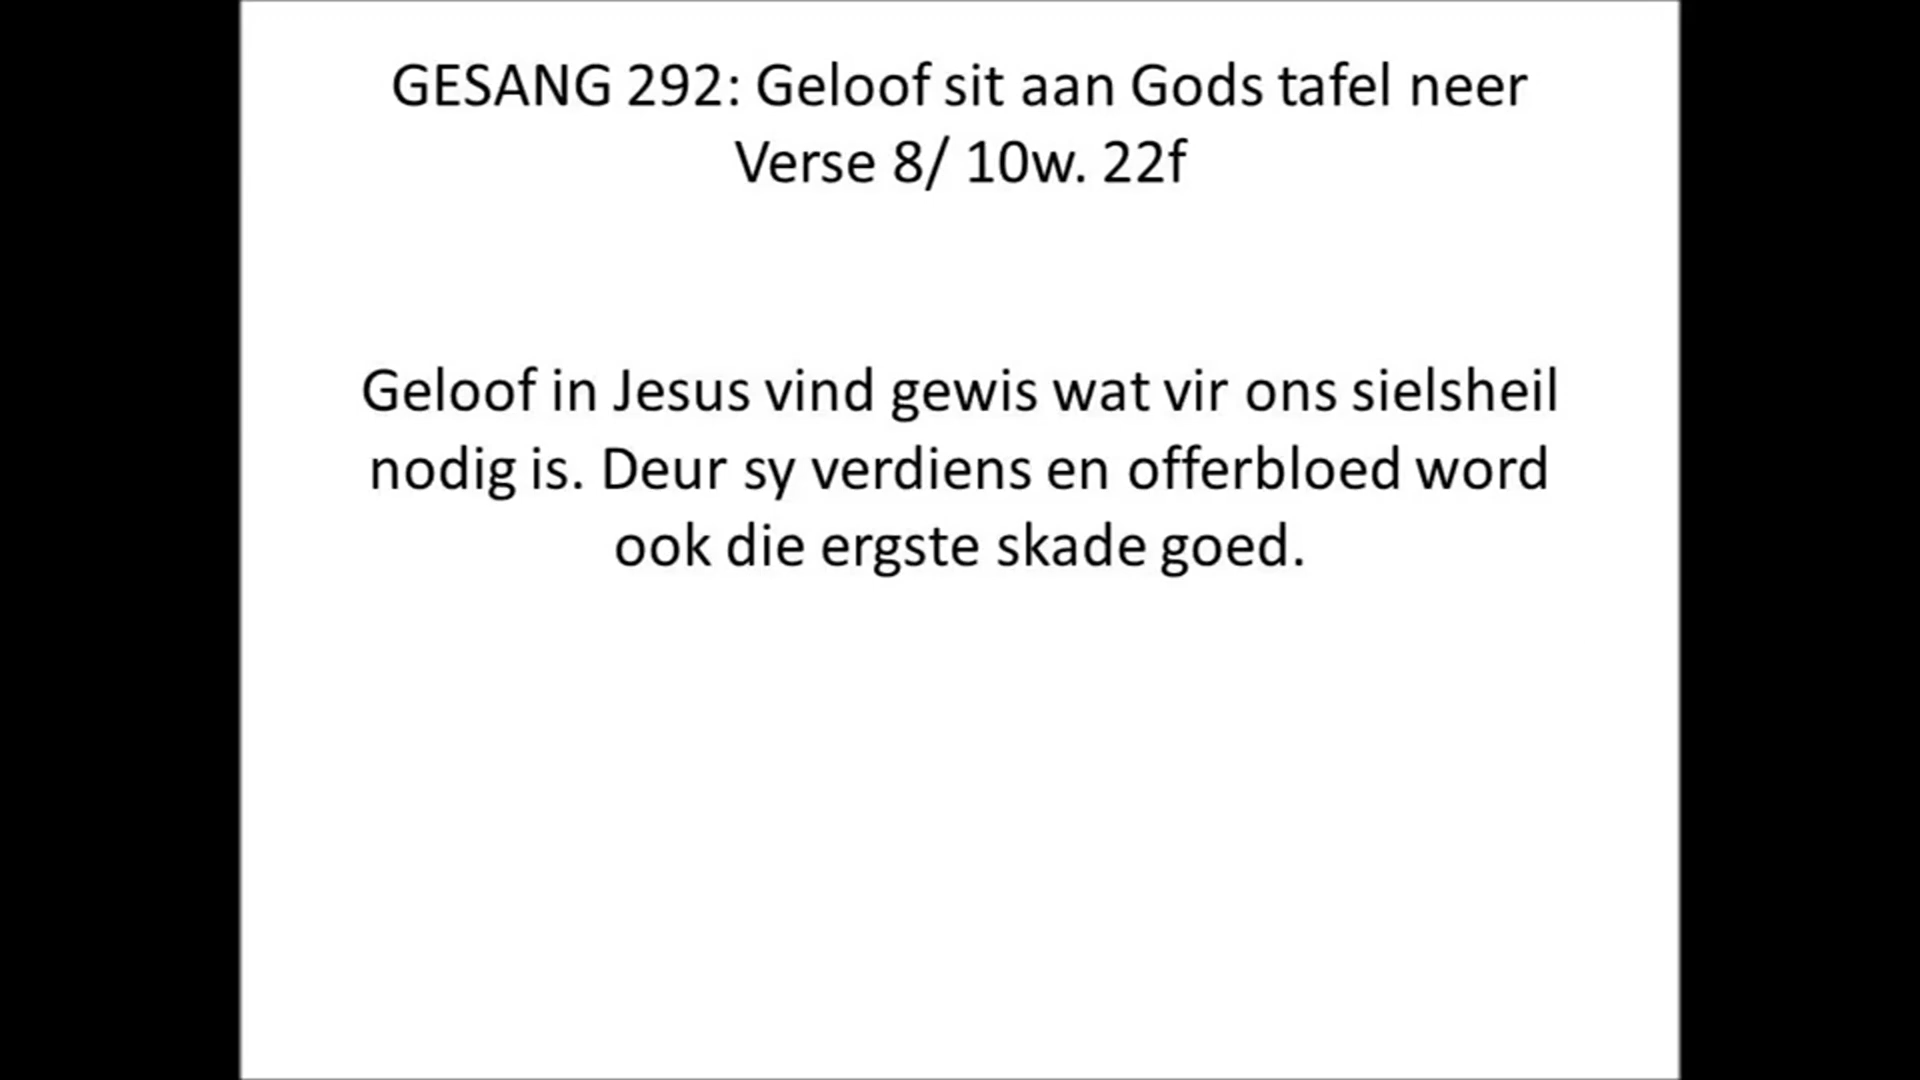 GESANG 292: Geloof sit aan Gods tafel neer
Verse 8/ 10w. 22f
Geloof in Jesus vind gewis wat vir ons sielsheil
nodig is. Deur sy verdiens en offerbloed word
ook die ergste skade goed.